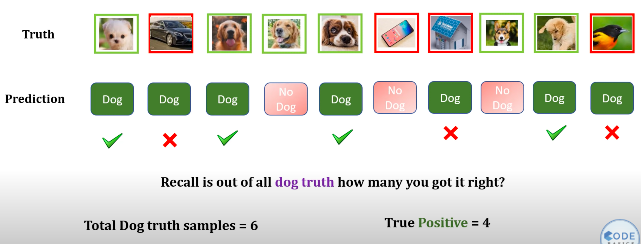 Truth
Prediction
Dog Dog Dog No Dog Dog No Dog Dog No Dog Dog Dog
Recall is out of all dog truth how many you got it right?
Total Dog truth samples = 6
True Positive = 4
CODE